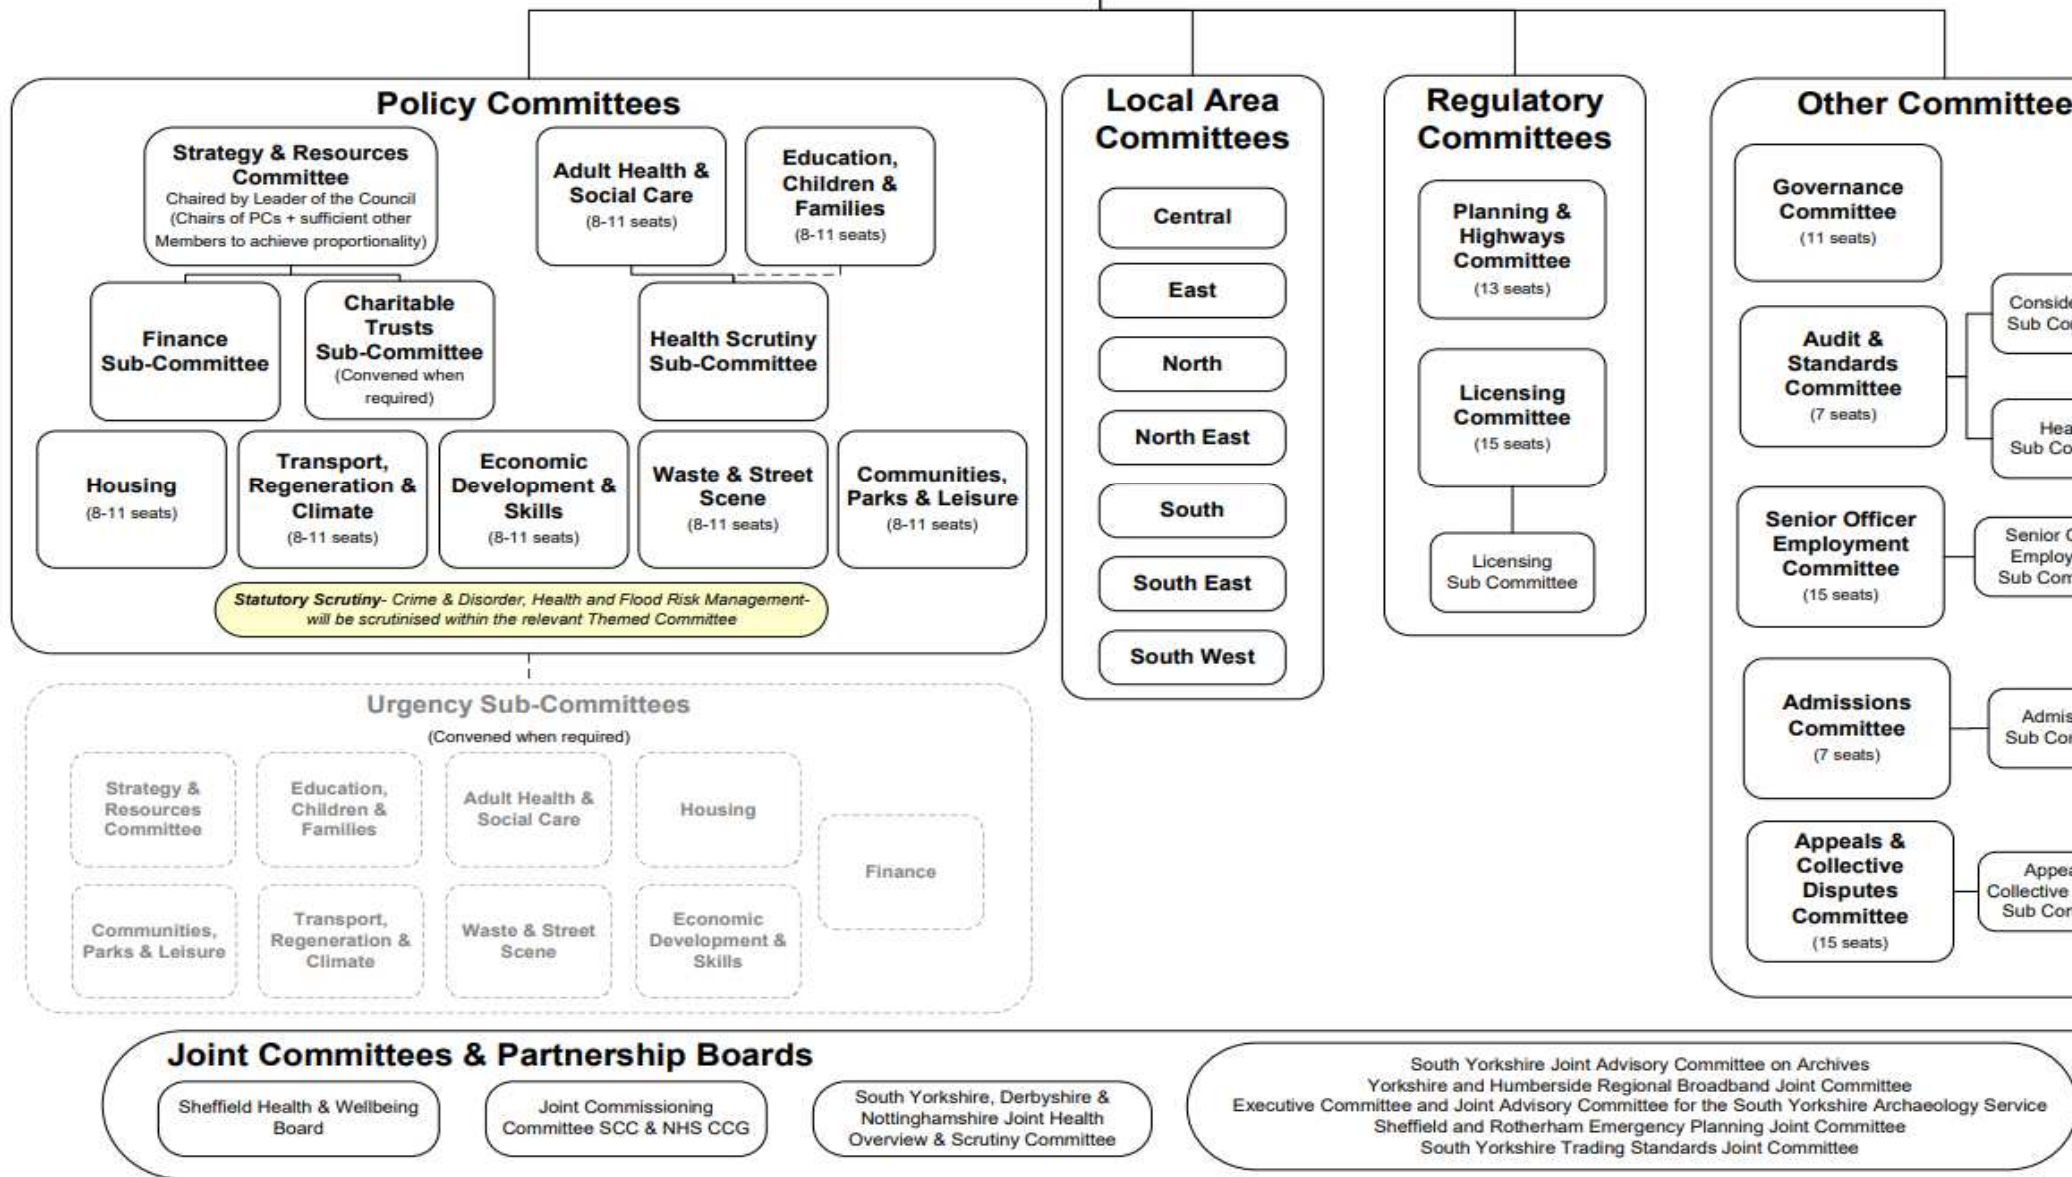 Policy Committees
Strategy & Resources
Committee
Chaired by Leader of the Council
(Chairs of PCs + sufficient other
Members to achieve proportionality)
Adult Health &
Social Care
(8-11 seats)
Education,
Children &
Families
(8-11 seats)
Finance
Sub-Committee
Charitable
Trusts
Sub-Committee
(Convened when
required)
Health Scrutiny
Sub-Committee
Housing
(8-11 seats)
Transport,
Regeneration &
Climate
(8-11 seats)
Economic
Development &
Skills
(8-11 seats)
Waste & Street
Scene
(8-11 seats)
Communities,
Parks & Leisure
(8-11 seats)
Statutory Scrutiny- Crime & Disorder, Health and Flood Risk Management-
will be scrutinised within the relevant Themed Committee
Urgency Sub-Committees
(Convened when required)
Strategy &
Resources
Committee
Education,
Children &
Families
Adult Health &
Social Care
Housing
Finance
Communities,
Parks & Leisure
Transport,
Regeneration &
Climate
Waste & Street
Scene
Economic
Development &
Skills
Local Area
Committees
Central
East
North
North East
South
South East
South West
Regulatory
Committees
Planning &
Highways
Committee
(13 seats)
Licensing
Committee
(15 seats)
Licensing
Sub Committee
Other Committee
Governance
Committee
(11 seats)
Audit &
Standards
Committee
(7 seats)
Sub
Sub
Senior Officer
Employment
Committee
(15 seats)
Senior
Sub
Admissions
Committee
(7 seats)
Sub
Appeals &
Collective
Disputes
Committee
(15 seats)
Collective
Sub
Joint Committees & Partnership Boards
Sheffield Health & Wellbeing
Board
Joint Commissioning
Committee SCC & NHS CCG
South Yorkshire, Derbyshire &
Nottinghamshire Joint Health
Overview & Scrutiny Committee
South Yorkshire Joint Advisory Committee on Archives
Yorkshire and Humberside Regional Broadband Joint Committee
Executive Committee and Joint Advisory Committee for the South Yorkshire Archaeology Service
Sheffield and Rotherham Emergency Planning Joint Committee
South Yorkshire Trading Standards Joint Committee